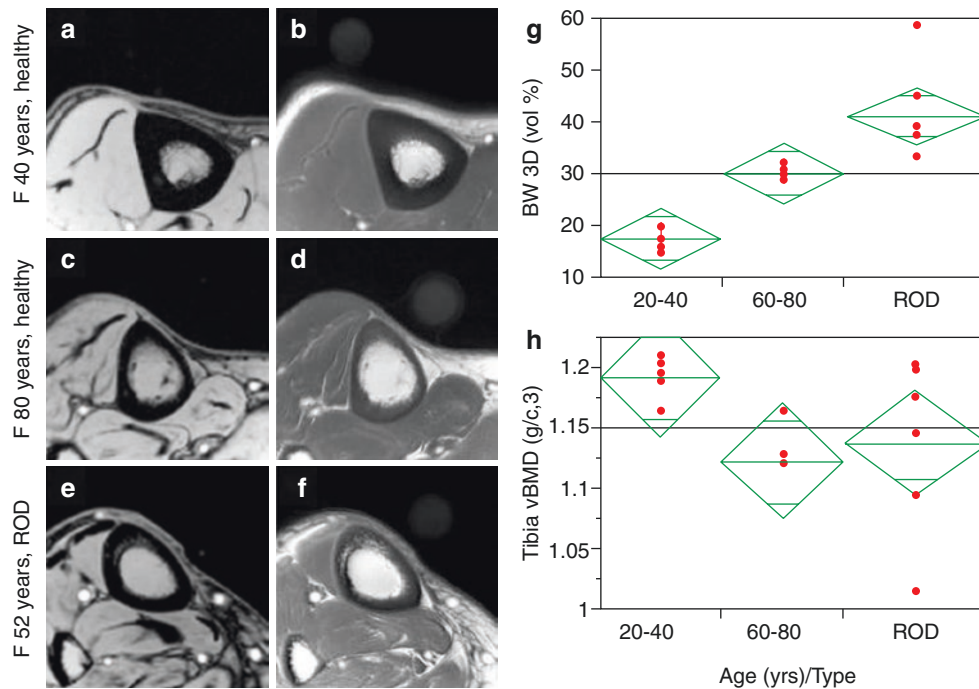 F 40 years, healthy
a
b
F 80 years, healthy
c
d
F 52 years, ROD
e
f
g
BW 3D (vol %)
60
50
40
30
20
10
20-40
60-80
ROD
h
Tibia vBMD (g/c,3)
1.2
1.15
1.1
1.05
1
20-40
60-80
ROD
Age (yrs)/Type